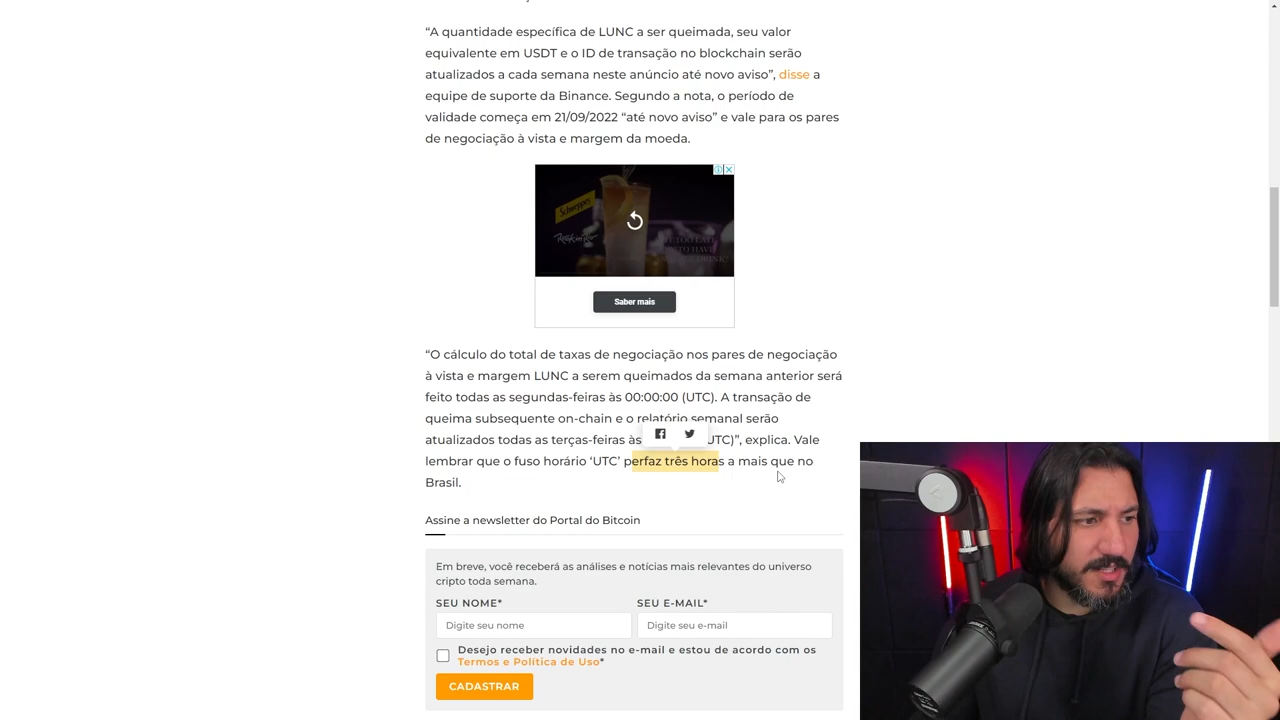 “A quantidade específica de LUNC a ser queimada, seu valor
equivalente em USDT e o ID de transação no blockchain serão
atualizados a cada semana neste anúncio até novo aviso”, disse a
equipe de suporte da Binance. Segundo a nota, o período de
validade começa em 21/09/2022 “até novo aviso” e vale para os pares
de negociação à vista e margem da moeda.
Schweppes
Saber mais
“O cálculo do total de taxas de negociação nos pares de negociação
à vista e margem LUNC a serem queimados da semana anterior será
feito todas as segundas-feiras às 00:00:00 (UTC). A transação de
queima subsequente on-chain e o relatório semanal serão
atualizados todas as terças-feiras às UTC)”, explica. Vale
lembrar que o fuso horário ‘UTC’ perfaz três horas a mais que no
Brasil.
Assine a newsletter do Portal do Bitcoin
Em breve, você receberá as análises e notícias mais relevantes do universo
cripto toda semana.
SEU NOME* SEU E-MAIL*
Digite seu nome Digite seu e-mail
Desejo receber novidades no e-mail e estou de acordo com os
Termos e Política de Uso*
CADASTRAR